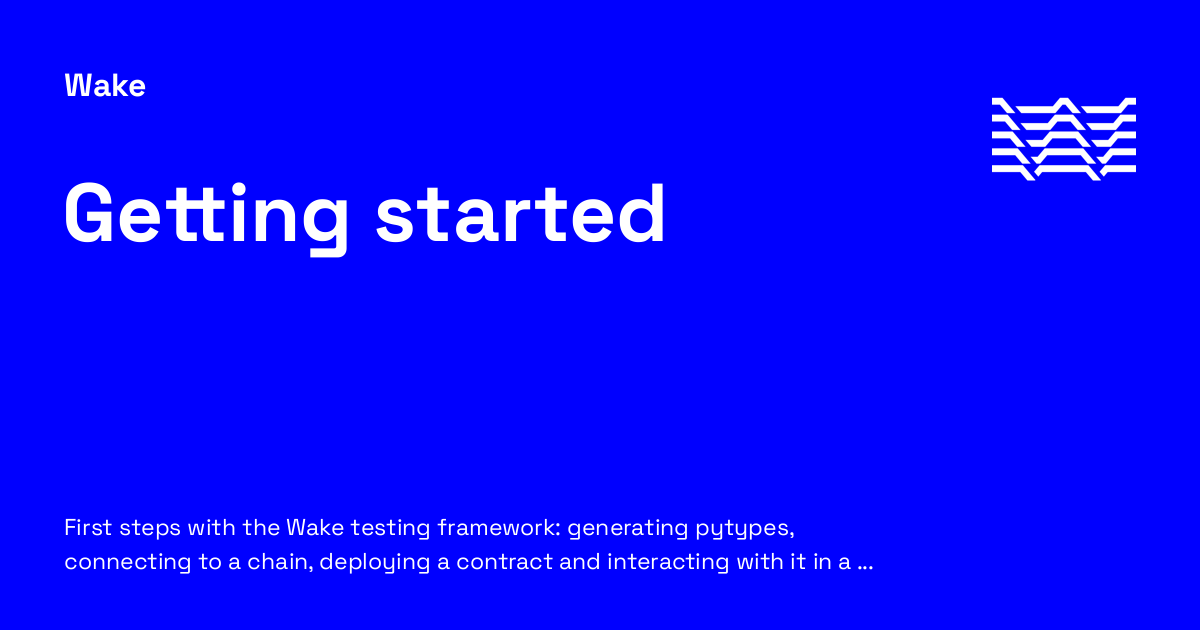 Wake
Getting started
First steps with the Wake testing framework: generating pytypes,
connecting to a chain, deploying a contract and interacting with it in a ...